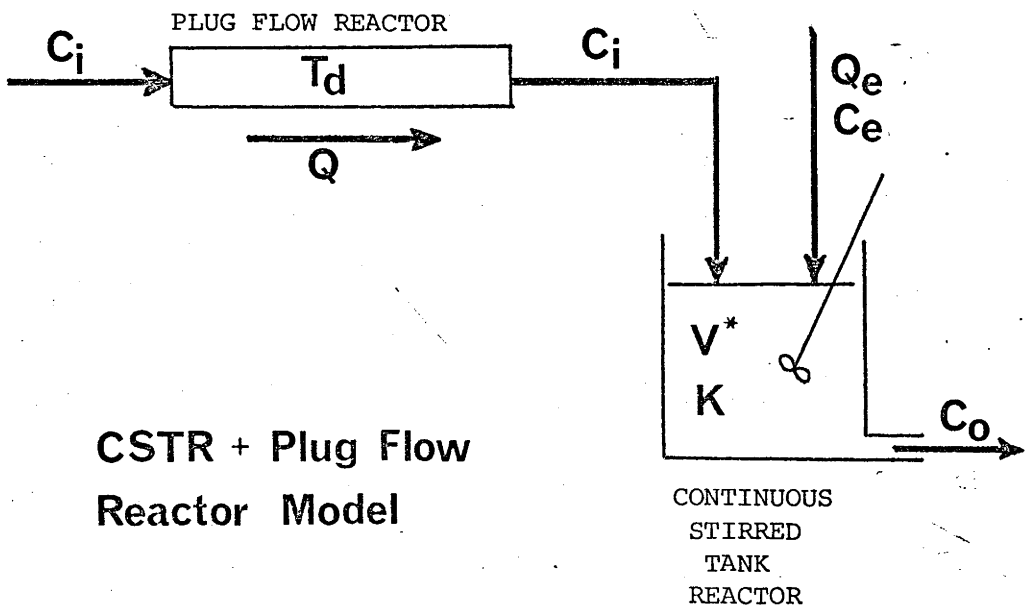 PLUG FLOW REACTOR
Ci
Td
Ci
Q
Qe
Ce
V*
K
Co
CSTR + Plug Flow
Reactor Model
CONTINUOUS
STIRRED
TANK
REACTOR